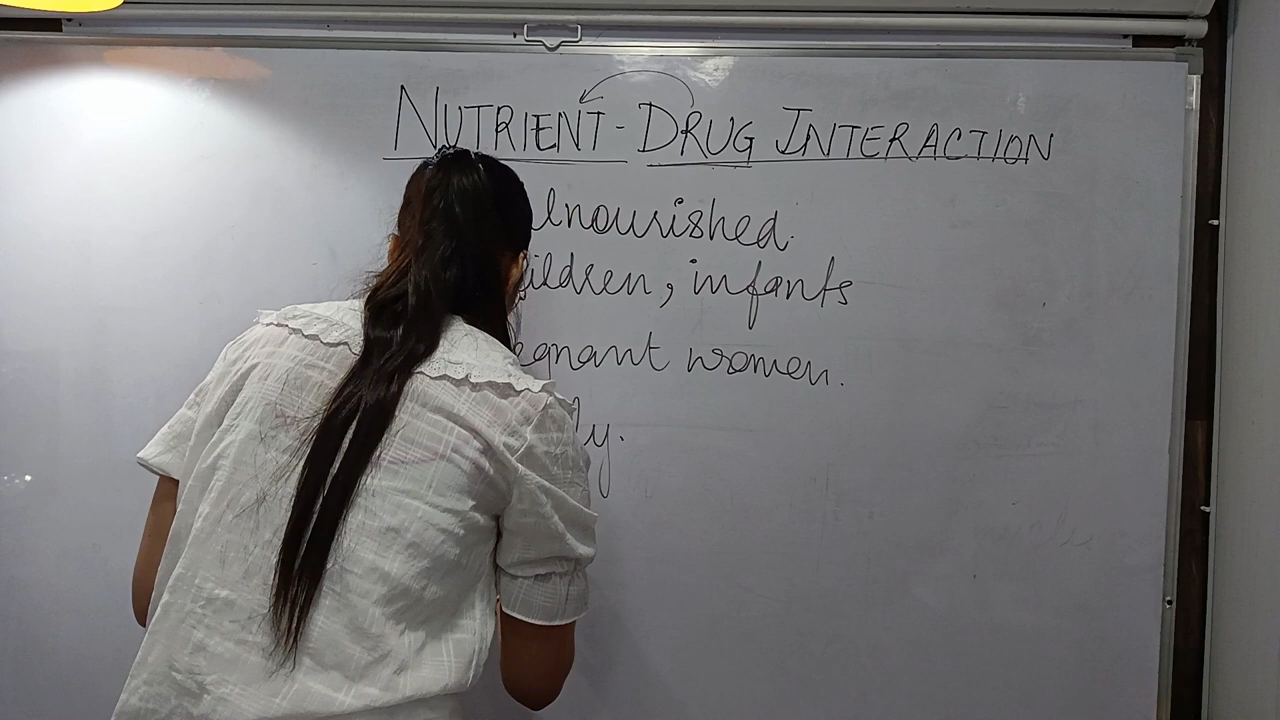 NUTRIENT-DRUG INTERACTION
lnourished.
ildren, infants
egnant women.
ly.